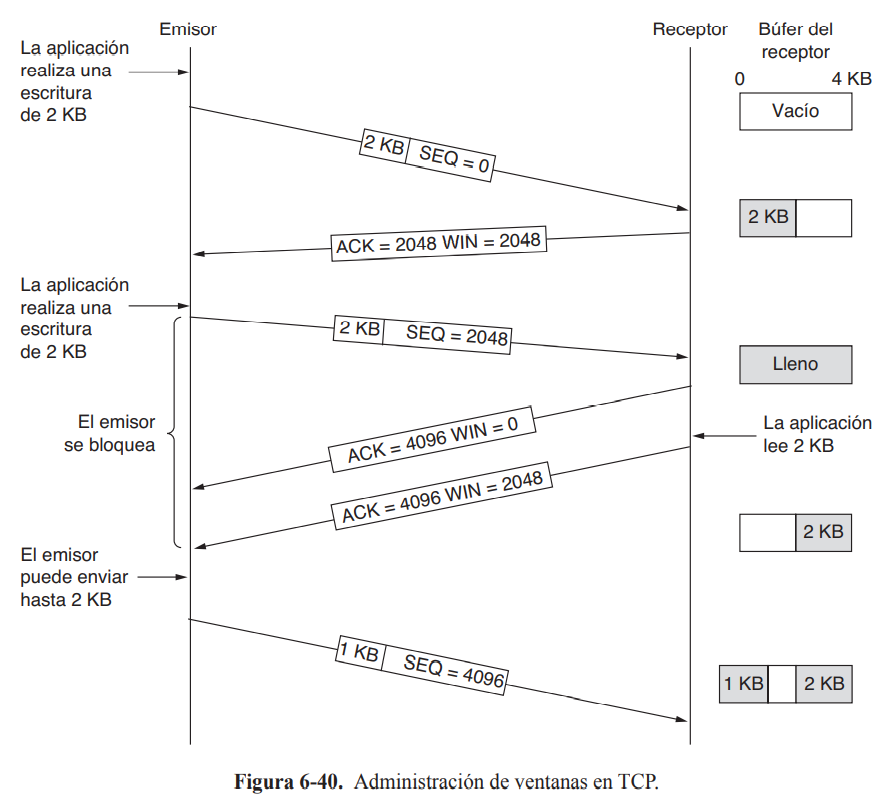 Emisor
Receptor
Búfer del
receptor
0
4 KB
Vacío
La aplicación
realiza una
escritura
de 2 KB
2 KB
SEQ = 0
2 KB
ACK = 2048 WIN = 2048
La aplicación
realiza una
escritura
de 2 KB
2 KB
SEQ = 2048
Lleno
El emisor
se bloquea
ACK = 4096 WIN = 0
La aplicación
lee 2 KB
ACK = 4096 WIN = 2048
2 KB
El emisor
puede enviar
hasta 2 KB
1 KB
SEQ = 4096
1 KB
2 KB
Figura 6-40. Administración de ventanas en TCP.